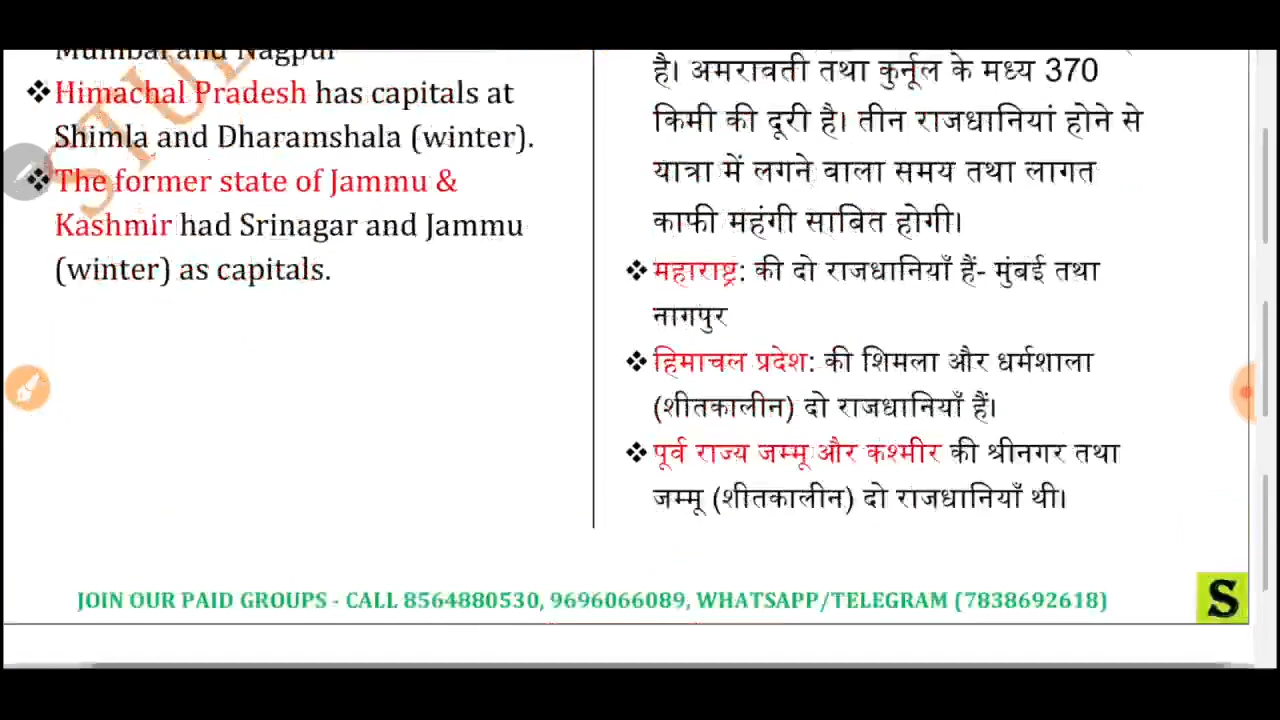 Mumbai and Nagpur
❖Himachal Pradesh has capitals at
Shimla and Dharamshala (winter).
❖The former state of Jammu &
Kashmir had Srinagar and Jammu
(winter) as capitals.
है। अमरावती तथा कुर्नूल के मध्य 370
किमी की दूरी है। तीन राजधानियां होने से
यात्रा में लगने वाला समय तथा लागत
काफी महंगी साबित होगी।
❖महाराष्ट्र: की दो राजधानियाँ हैं- मुंबई तथा
नागपुर
❖हिमाचल प्रदेश: की शिमला और धर्मशाला
(शीतकालीन) दो राजधानियाँ हैं।
❖पूर्व राज्य जम्मू और कश्मीर की श्रीनगर तथा
जम्मू (शीतकालीन) दो राजधानियाँ थी।
JOIN OUR PAID GROUPS - CALL 8564880530, 9696066089, WHATSAPP/TELEGRAM (7838692618)
S